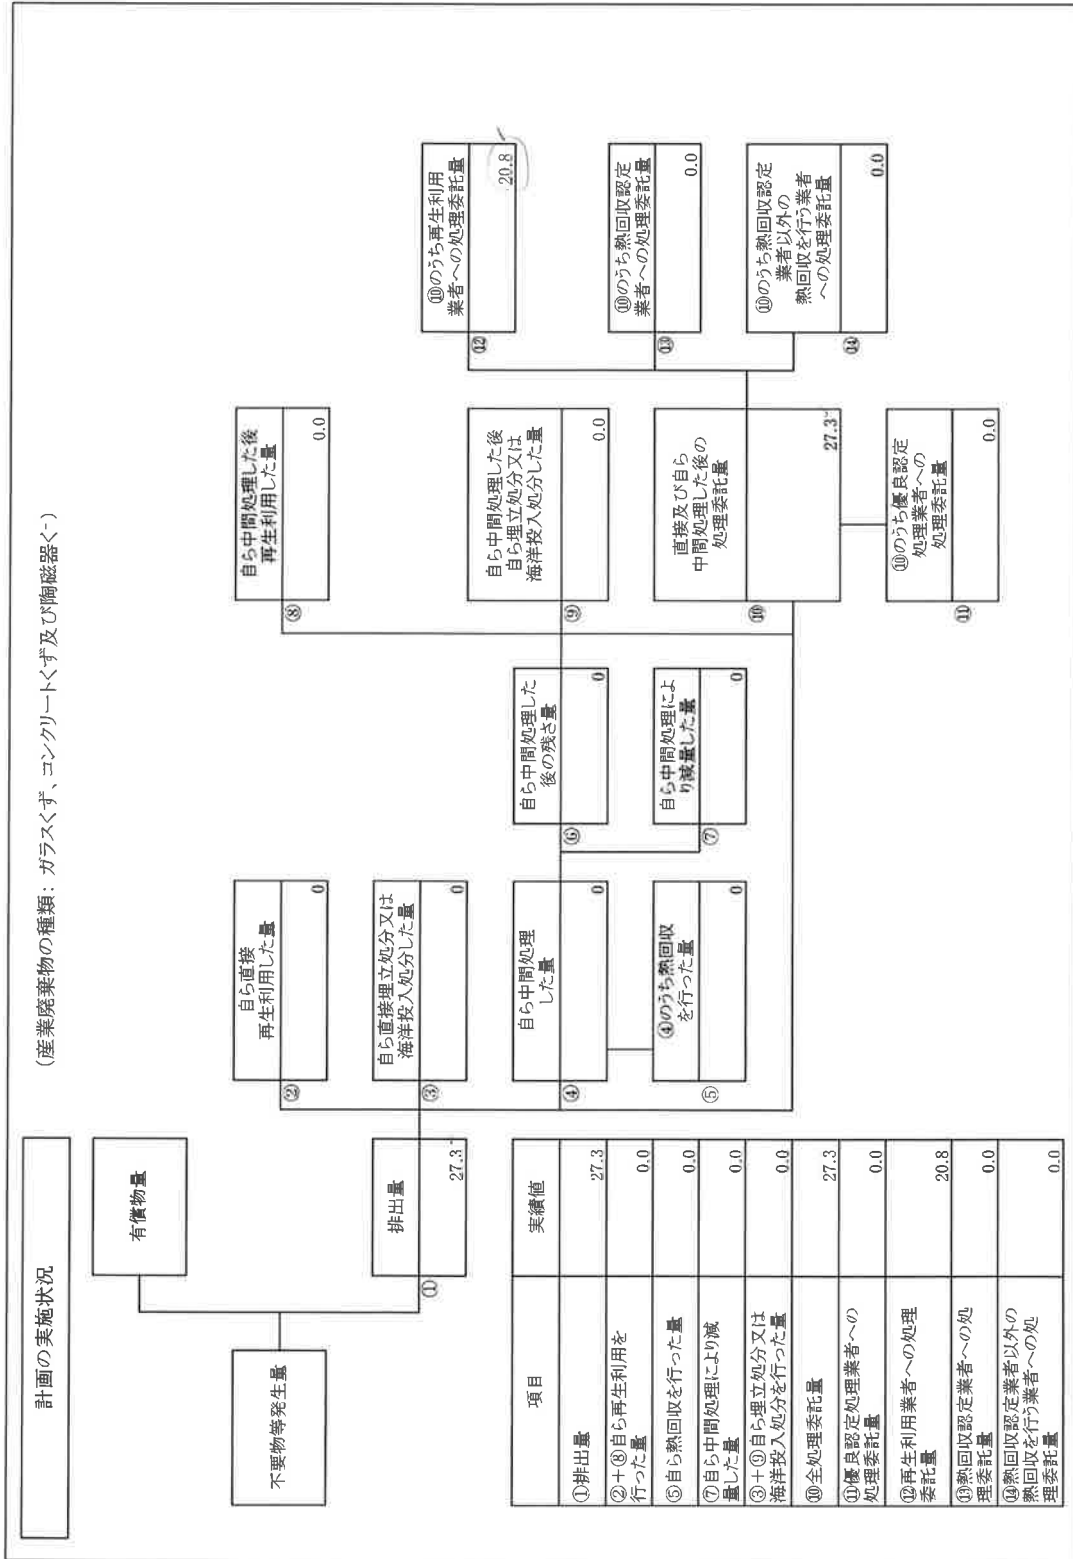 計画の実施状況
(産業廃棄物の種類: ガラスくず、コンクリートくず及び陶磁器く-)
不要物等発生量
有償物量
①
排出量
27.3
②
自ら直接
再生利用した量
0
③
自ら直接埋立処分又は
海洋投入処分した量
0
④
自ら中間処理
した量
0
⑤
④のうち熱回収
を行った量
0
⑥
自ら中間処理した
後の残さ量
0
⑦
自ら中間処理によ
り減量した量
0
⑧
自ら中間処理した後
再生利用した量
0.0
⑨
自ら中間処理した後
自ら埋立処分又は
海洋投入処分した量
0.0
⑩
直接及び自ら
中間処理した後の
処理委託量
27.3
⑪
⑩のうち優良認定
処理業者への
処理委託量
0.0
⑫
⑩のうち再生利用
業者への処理委託量
20.8
⑬
⑩のうち熱回収認定
業者への処理委託量
0.0
⑭
⑩のうち熱回収認定
業者以外の
熱回収を行う業者
への処理委託量
0.0
項目 実績値
①排出量 27.3
②+⑧自ら再生利用を
行った量 0.0
⑤自ら熱回収を行った量 0.0
⑦自ら中間処理により減
量した量 0.0
③+⑨自ら埋立処分又は
海洋投入処分を行った量 0.0
⑩全処理委託量 27.3
⑪優良認定処理業者への
処理委託量 0.0
⑫再生利用業者への処理
委託量 20.8
⑬熱回収認定業者への処
理委託量 0.0
⑭熱回収認定業者以外の
熱回収を行う業者への処
理委託量 0.0